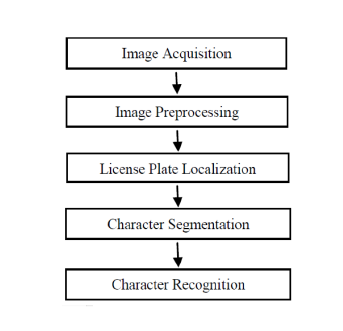 Image Acquisition
Image Preprocessing
License Plate Localization
Character Segmentation
Character Recognition